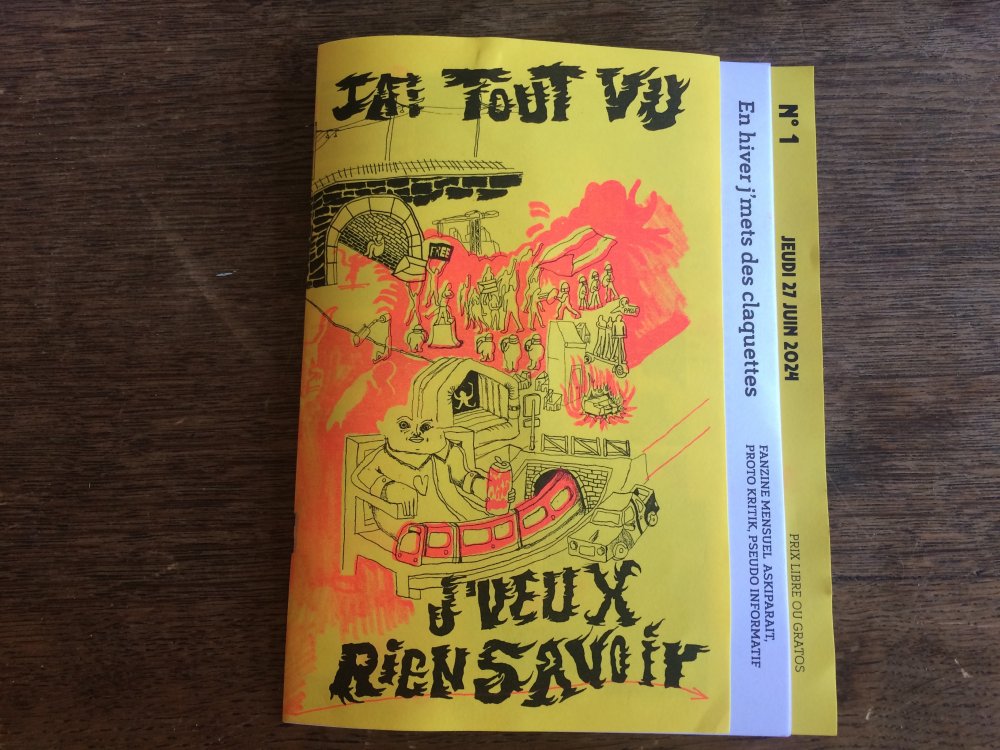 J'AI TOUT VU
FREE
J'VEUX
RIEN SAVOIR
En hiver j'mets des claquettes
FANZINE MENSUEL ASKIPARAIT,
PROTO KRITIK, PSEUDO INFORMATIF
N° 1
JEUDI 27 JUIN 2024
PRIX LIBRE OU GRATOS